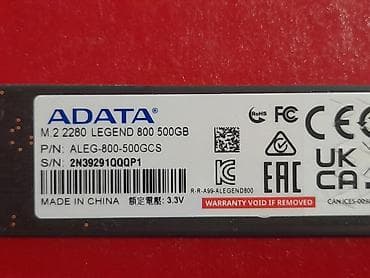 ADATA
M.2 2280 LEGEND 800 500GB
P/N: ALEG-800-500GCS
S/N: 2N39291QQQP1
MADE IN CHINA 額定電壓: 3.3V
RoHS
CE
EAC
UK
CA
R-R-A99-ALEGEND800
WARRANTY VOID IF REMOVED